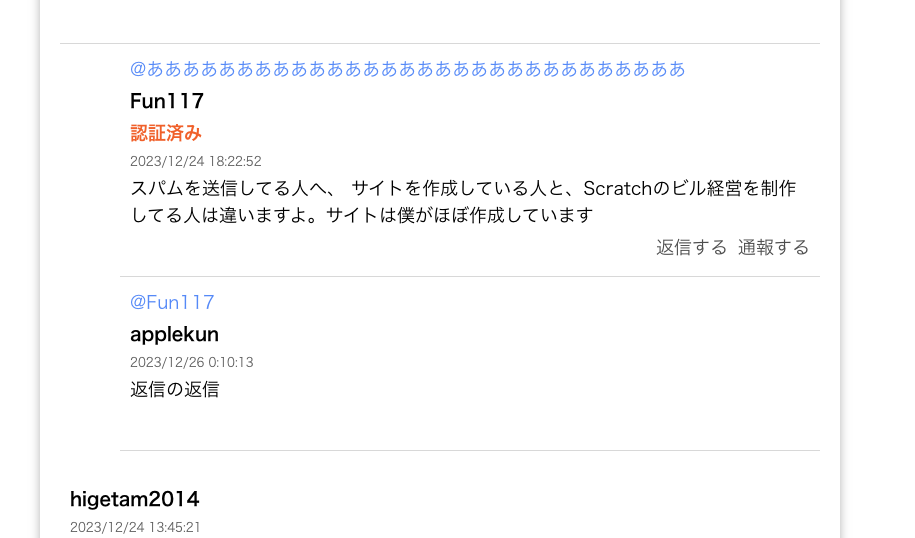 @ああああああああああああああああああああああああああああああ
Fun117
認証済み
2023/12/24 18:22:52
スパムを送信してる人へ、 サイトを作成している人と、Scratchのビル経営を制作
してる人は違いますよ。サイトは僕がほぼ作成しています
返信する 通報する
@Fun117
applekun
2023/12/26 0:10:13
返信の返信
higetam2014
2023/12/24 13:45:21